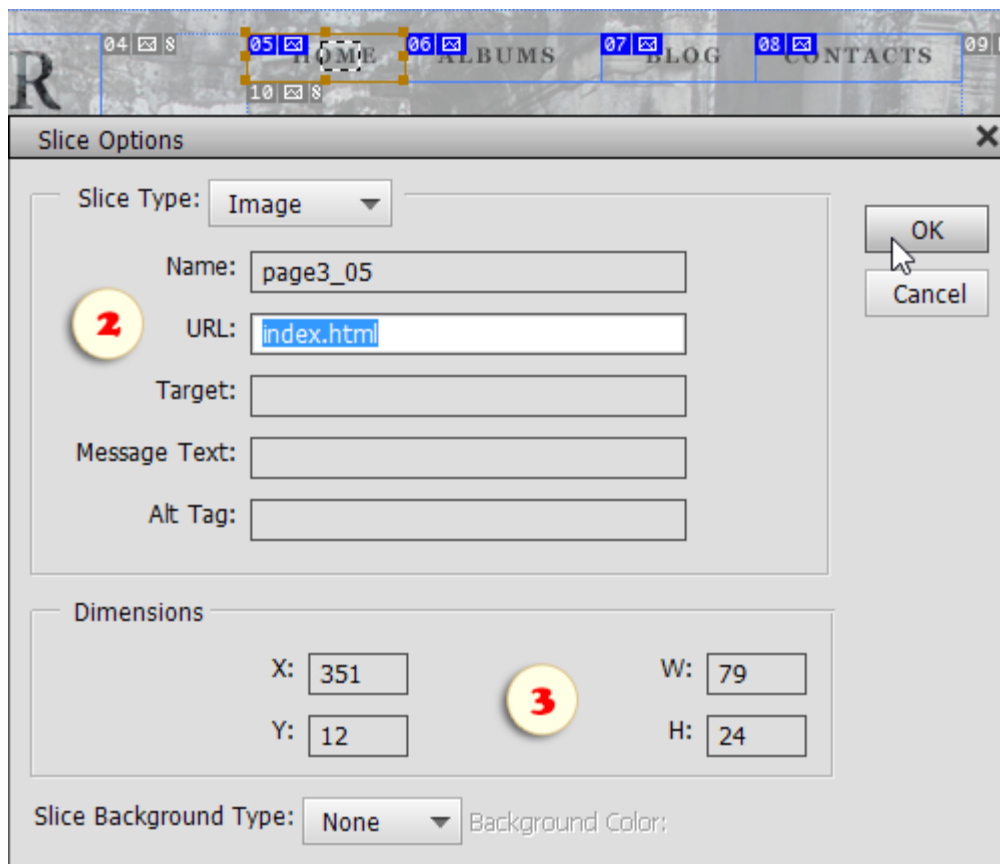 04 05 06 07 08 09
R HOME ALBUMS BLOG CONTACTS
10
Slice Options
Slice Type: Image
OK
Name: page3_05
Cancel
2
URL: index.html
Target:
Message Text:
Alt Tag:
Dimensions
X: 351 W: 79
3
Y: 12 H: 24
Slice Background Type: None Background Color: